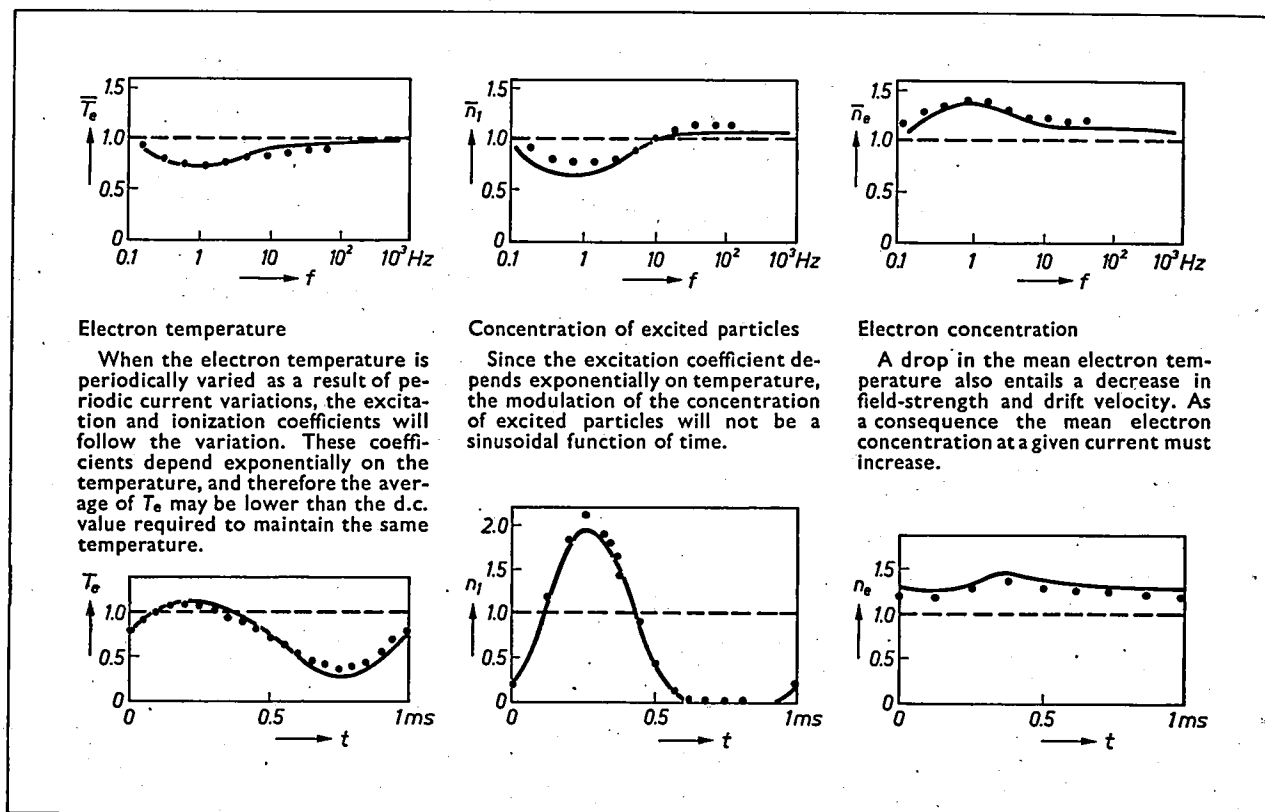 1.5
T̅e
1.0
0.5
0
0.1 1 10 10² 10³ Hz
f
1.5
n̅1
1.0
0.5
0
0.1 1 10 10² 10³ Hz
f
1.5
n̅e
1.0
0.5
0
0.1 1 10 10² 10³ Hz
f
Electron temperature
When the electron temperature is
periodically varied as a result of pe-
riodic current variations, the excita-
tion and ionization coefficients will
follow the variation. These coeffi-
cients depend exponentially on the
temperature, and therefore the aver-
age of Te may be lower than the d.c.
value required to maintain the same
temperature.
Concentration of excited particles
Since the excitation coefficient de-
pends exponentially on temperature,
the modulation of the concentration
of excited particles will not be a
sinusoidal function of time.
Electron concentration
A drop in the mean electron tem-
perature also entails a decrease in
field-strength and drift velocity. As
a consequence the mean electron
concentration at a given current must
increase.
Te
1.0
0.5
0
0 0.5 1ms
t
2.0
1.5
n1
1.0
0.5
0
0 0.5 1ms
t
1.5
ne
1.0
0.5
0
0 0.5 1ms
t